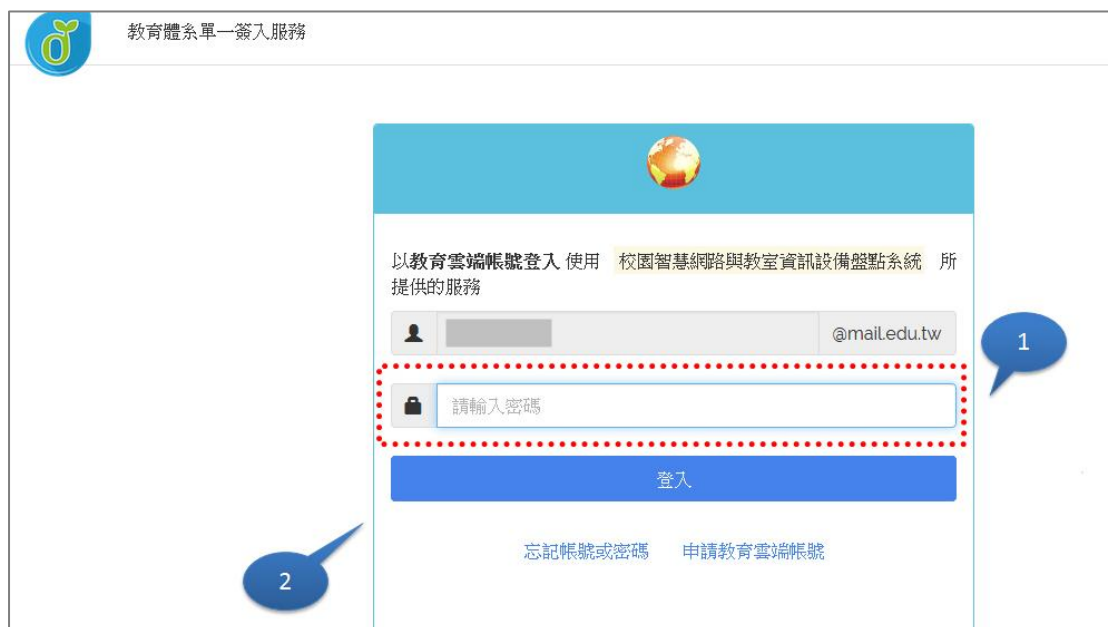 教育體系單一簽入服務
以教育雲端帳號登入 使用 校園智慧網路與教室資訊設備盤點系統 所
提供的服務
@mail.edu.tw
1
請輸入密碼
登入
忘記帳號或密碼 申請教育雲端帳號
2